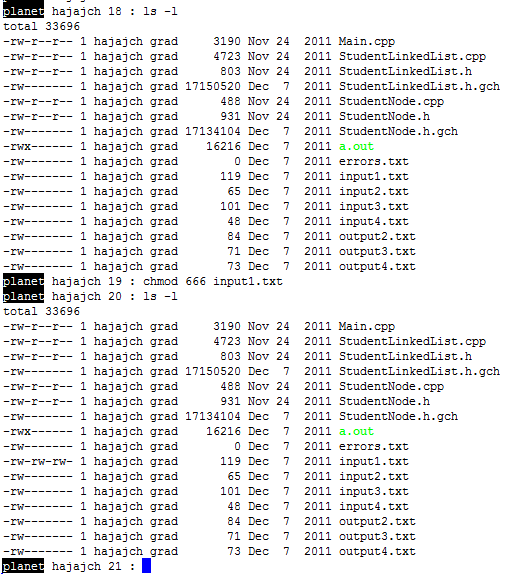 planet hajajch 18 : ls -l
total 33696
-rw-r--r-- 1 hajajch grad     3190 Nov 24  2011 Main.cpp
-rw-r--r-- 1 hajajch grad     4723 Nov 24  2011 StudentLinkedList.cpp
-rw-r--r-- 1 hajajch grad      803 Nov 24  2011 StudentLinkedList.h
-rw------- 1 hajajch grad 17150520 Dec  7  2011 StudentLinkedList.h.gch
-rw-r--r-- 1 hajajch grad      488 Nov 24  2011 StudentNode.cpp
-rw-r--r-- 1 hajajch grad      931 Nov 24  2011 StudentNode.h
-rw------- 1 hajajch grad 17134104 Dec  7  2011 StudentNode.h.gch
-rwx------ 1 hajajch grad    16216 Dec  7  2011 a.out
-rw------- 1 hajajch grad        0 Dec  7  2011 errors.txt
-rw------- 1 hajajch grad      119 Dec  7  2011 input1.txt
-rw------- 1 hajajch grad       65 Dec  7  2011 input2.txt
-rw------- 1 hajajch grad      101 Dec  7  2011 input3.txt
-rw------- 1 hajajch grad       48 Dec  7  2011 input4.txt
-rw------- 1 hajajch grad       84 Dec  7  2011 output2.txt
-rw------- 1 hajajch grad       71 Dec  7  2011 output3.txt
-rw------- 1 hajajch grad       73 Dec  7  2011 output4.txt
planet hajajch 19 : chmod 666 input1.txt
planet hajajch 20 : ls -l
total 33696
-rw-r--r-- 1 hajajch grad     3190 Nov 24  2011 Main.cpp
-rw-r--r-- 1 hajajch grad     4723 Nov 24  2011 StudentLinkedList.cpp
-rw-r--r-- 1 hajajch grad      803 Nov 24  2011 StudentLinkedList.h
-rw------- 1 hajajch grad 17150520 Dec  7  2011 StudentLinkedList.h.gch
-rw-r--r-- 1 hajajch grad      488 Nov 24  2011 StudentNode.cpp
-rw-r--r-- 1 hajajch grad      931 Nov 24  2011 StudentNode.h
-rw------- 1 hajajch grad 17134104 Dec  7  2011 StudentNode.h.gch
-rwx------ 1 hajajch grad    16216 Dec  7  2011 a.out
-rw------- 1 hajajch grad        0 Dec  7  2011 errors.txt
-rw-rw-rw- 1 hajajch grad      119 Dec  7  2011 input1.txt
-rw------- 1 hajajch grad       65 Dec  7  2011 input2.txt
-rw------- 1 hajajch grad      101 Dec  7  2011 input3.txt
-rw------- 1 hajajch grad       48 Dec  7  2011 input4.txt
-rw------- 1 hajajch grad       84 Dec  7  2011 output2.txt
-rw------- 1 hajajch grad       71 Dec  7  2011 output3.txt
-rw------- 1 hajajch grad       73 Dec  7  2011 output4.txt
planet hajajch 21 :